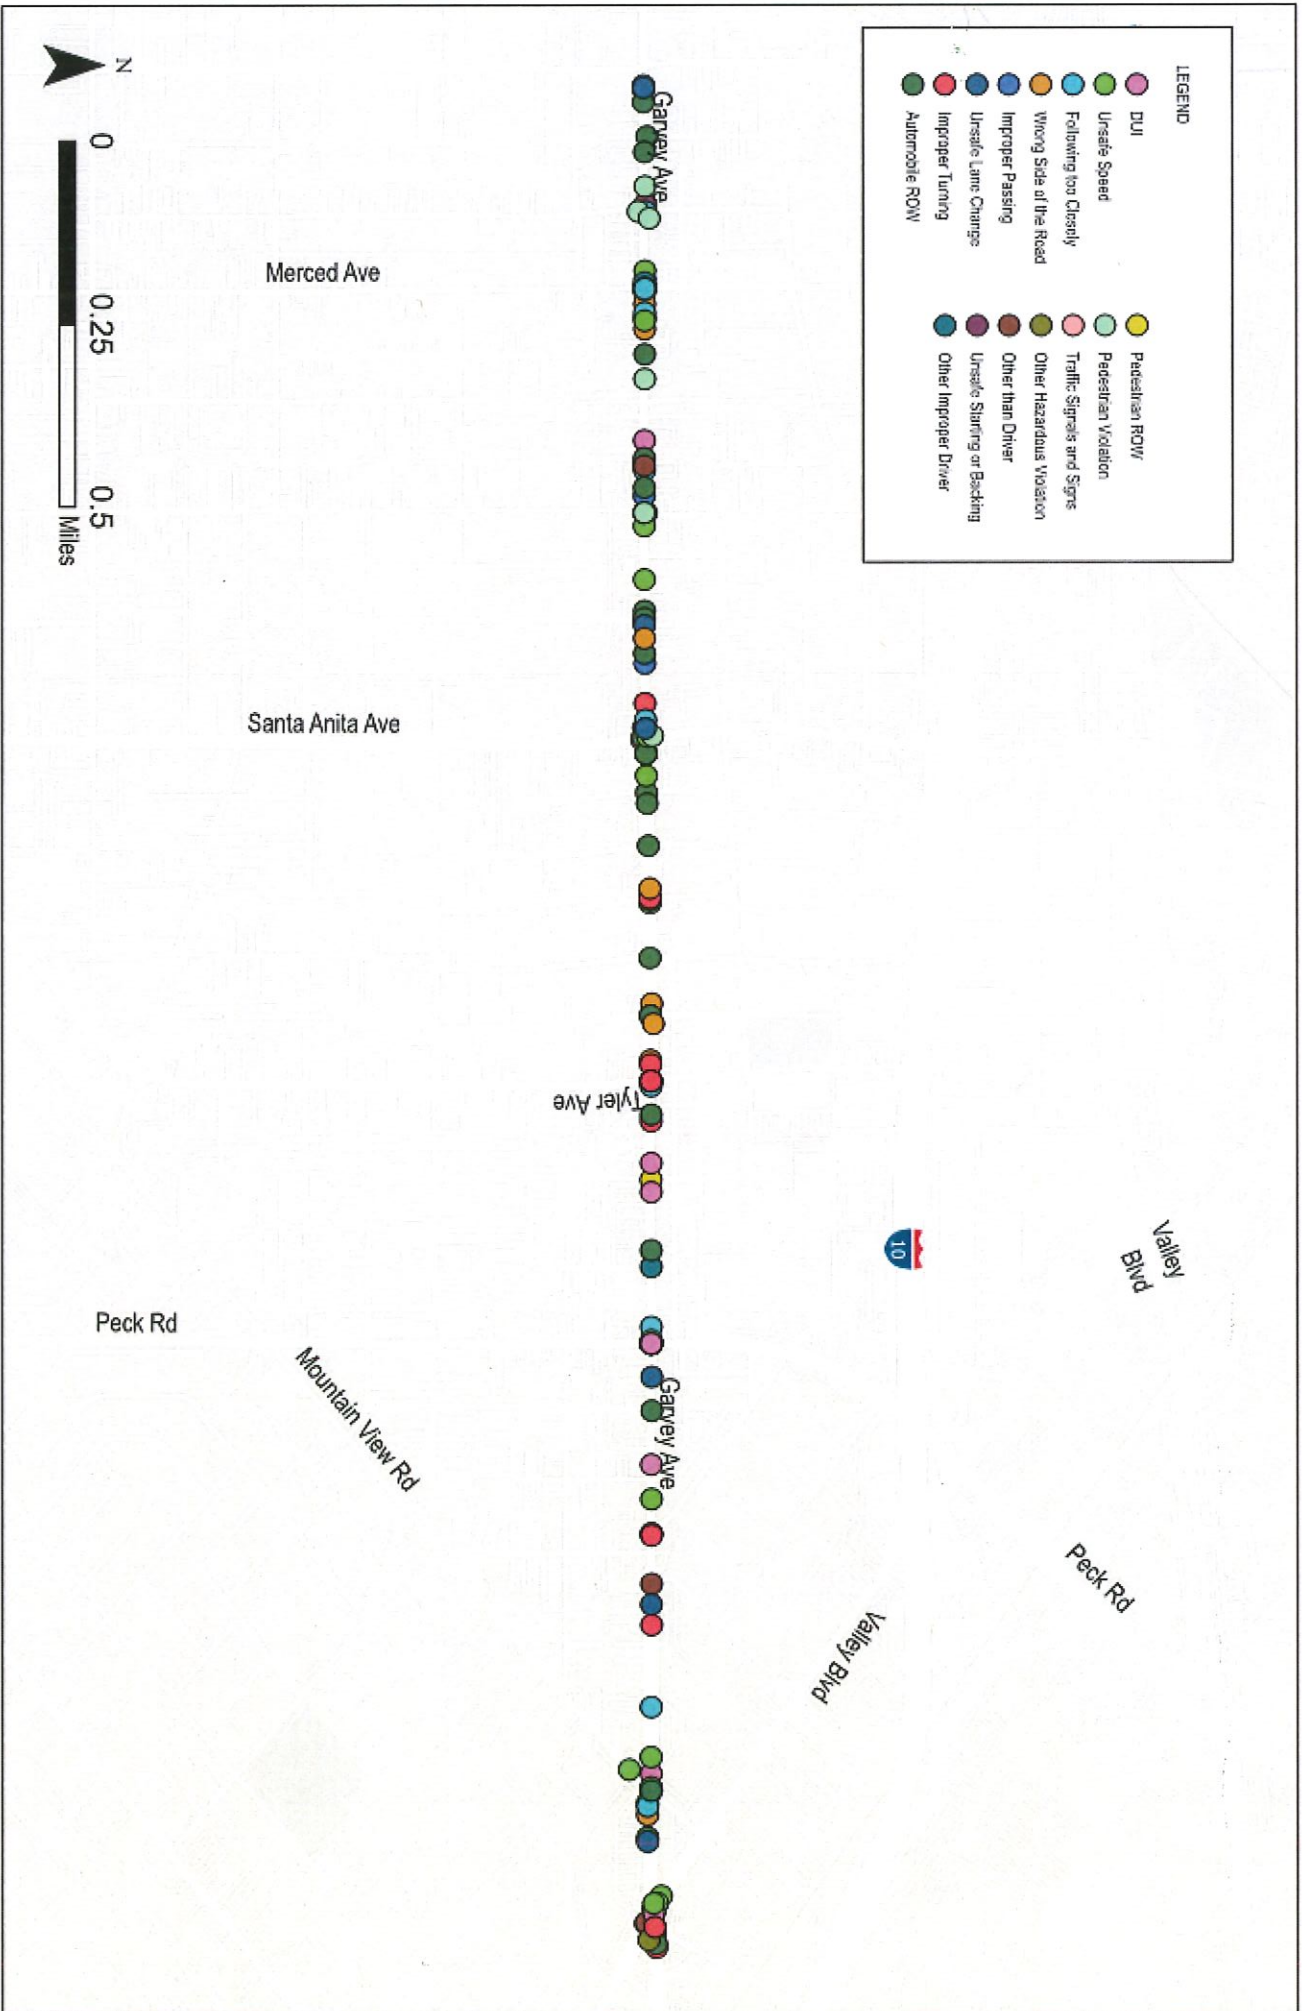 LEGEND
DUI
Unsafe Speed
Following too Closely
Wrong Side of the Road
Improper Passing
Unsafe Lane Change
Improper Turning
Automobile ROW
Pedestrian ROW
Pedestrian Violation
Traffic Signals and Signs
Other Hazardous Violation
Other than Driver
Unsafe Starting or Backing
Other Improper Driver
Valley
Blvd
Peck Rd
10
Valley Blvd
Garvey Ave
Garvey Ave
Tyler Ave
Merced Ave
Santa Anita Ave
Mountain View Rd
Peck Rd
N
0
0.25
0.5
Miles